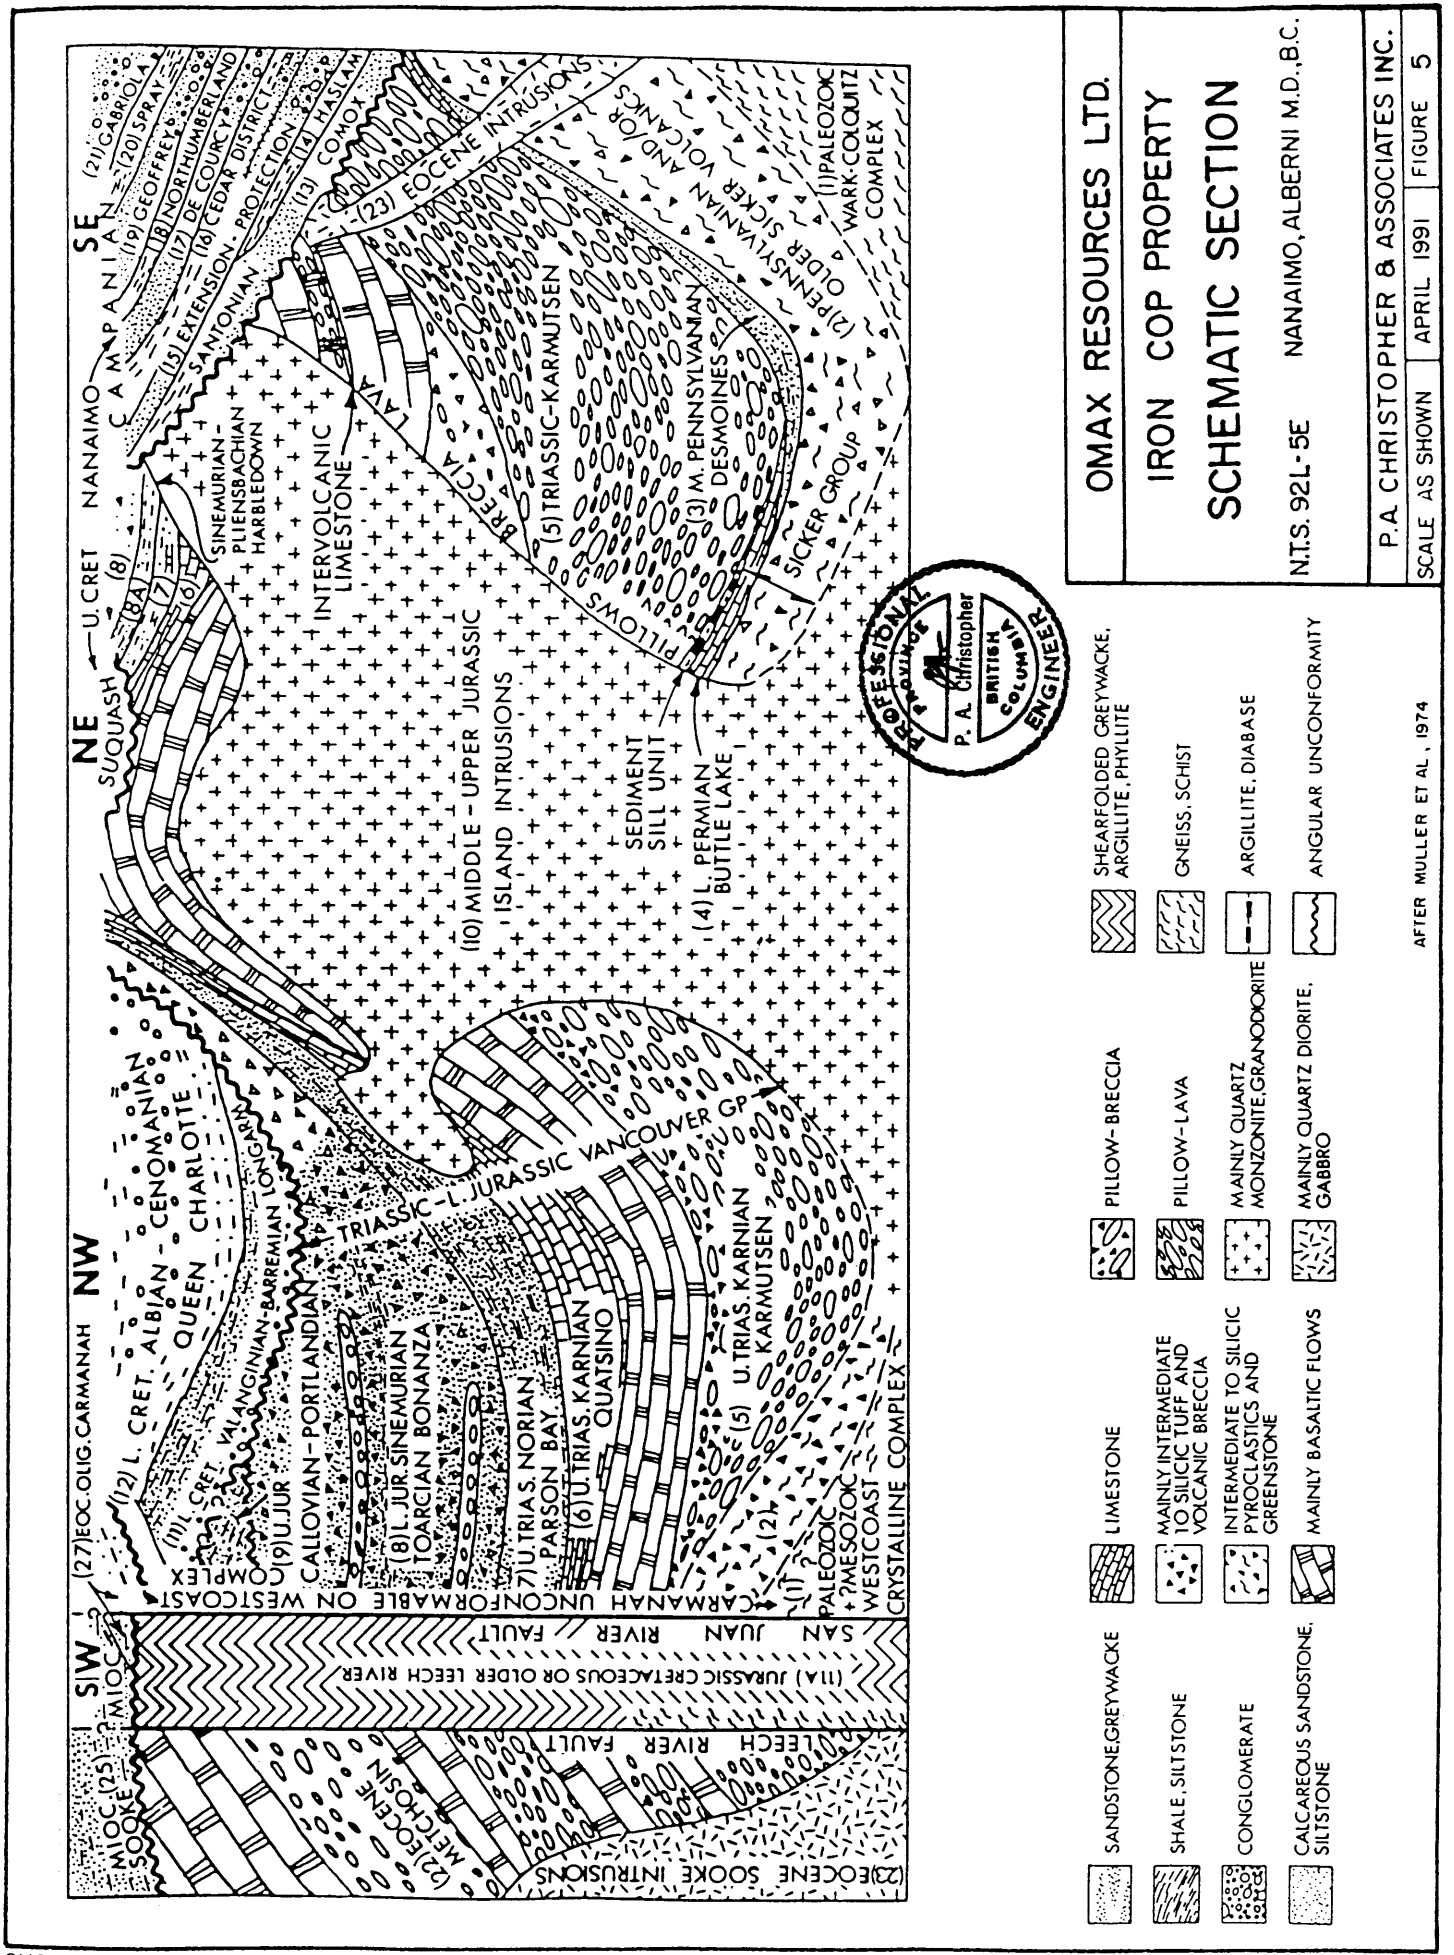 SW
NW
NE
SE
MIOC.(25)
SOOKE
MIOC.
(27)EOC.OLIG.CARMANAH
(12) L. CRET. ALBIAN - CENOMANIAN
QUEEN CHARLOTTE
(11)L. CRET. VALANGINIAN-BARREMIAN LONGARM
(9)U.JUR
CALLOVIAN-PORTLANDIAN
(8)L. JUR. SINEMURIAN
TOARCIAN BONANZA
(7)U.TRIAS. NORIAN
PARSON BAY
(6)U.TRIAS. KARNIAN
QUATSINO
(5) U.TRIAS. KARNIAN
KARMUTSEN
(2)
(1) ?
PALEOZOIC
+?MESOZOIC
WESTCOAST
CRYSTALLINE COMPLEX
CARMANAH UNCONFORMABLE ON WESTCOAST
COMPLEX
SAN JUAN RIVER FAULT
(11A) JURASSIC CRETACEOUS OR OLDER LEECH RIVER
LEECH RIVER FAULT
(22)EOCENE
METCHOSIN
(23)EOCENE SOOKE INTRUSIONS
TRIASSIC-L. JURASSIC VANCOUVER GP
SUQUASH
U. CRET NANAIMO
(8)
(8A)
(7)
(6)
SINEMURIAN-
PLIENSBACHIAN
HARBLEDOWN
INTERVOLCANIC
LIMESTONE
(10) MIDDLE-UPPER JURASSIC
ISLAND INTRUSIONS
SEDIMENT
SILL UNIT
(4) L. PERMIAN
BUTTLE LAKE
CAMPANIAN
SANTONIAN
(21) GABRIOLA
(20) SPRAY
(19) GEOFFREY
(18) NORTHUMBERLAND
(17) DE COURCY
(16) CEDAR DISTRICT
(15) EXTENSION-PROTECTION
(14) HASLAM
(13) COMOX
(23) EOCENE INTRUSIONS
LAVA
BRECCIA
PILLOWS
(5)TRIASSIC-KARMUTSEN
(3) M. PENNSYLVANIAN
DESMOINES
SICKER GROUP
(2)PENNSYLVANIAN AND/OR
OLDER SICKER VOLCANICS
(1)PALEOZOIC
WARK-COLQUITZ
COMPLEX
SANDSTONE,GREYWACKE
SHALE, SILTSTONE
CONGLOMERATE
CALCAREOUS SANDSTONE,
SILTSTONE
LIMESTONE
MAINLY INTERMEDIATE
TO SILICIC TUFF AND
VOLCANIC BRECCIA
INTERMEDIATE TO SILICIC
PYROCLASTICS AND
GREENSTONE
MAINLY BASALTIC FLOWS
PILLOW-BRECCIA
PILLOW-LAVA
MAINLY QUARTZ
MONZONITE,GRANODIORITE
MAINLY QUARTZ DIORITE,
GABBRO
SHEARFOLDED GREYWACKE,
ARGILLITE, PHYLLITE
GNEISS, SCHIST
ARGILLITE, DIABASE
ANGULAR UNCONFORMITY
AFTER MULLER ET AL, 1974
PROFESSIONAL
PROVINCE
P. A. Christopher
BRITISH
COLUMBIA
ENGINEER
OMAX RESOURCES LTD.
IRON COP PROPERTY
SCHEMATIC SECTION
N.T.S. 92L-5E NANAIMO, ALBERNI M.D., B.C.
P.A. CHRISTOPHER & ASSOCIATES INC.
SCALE AS SHOWN APRIL 1991 FIGURE 5